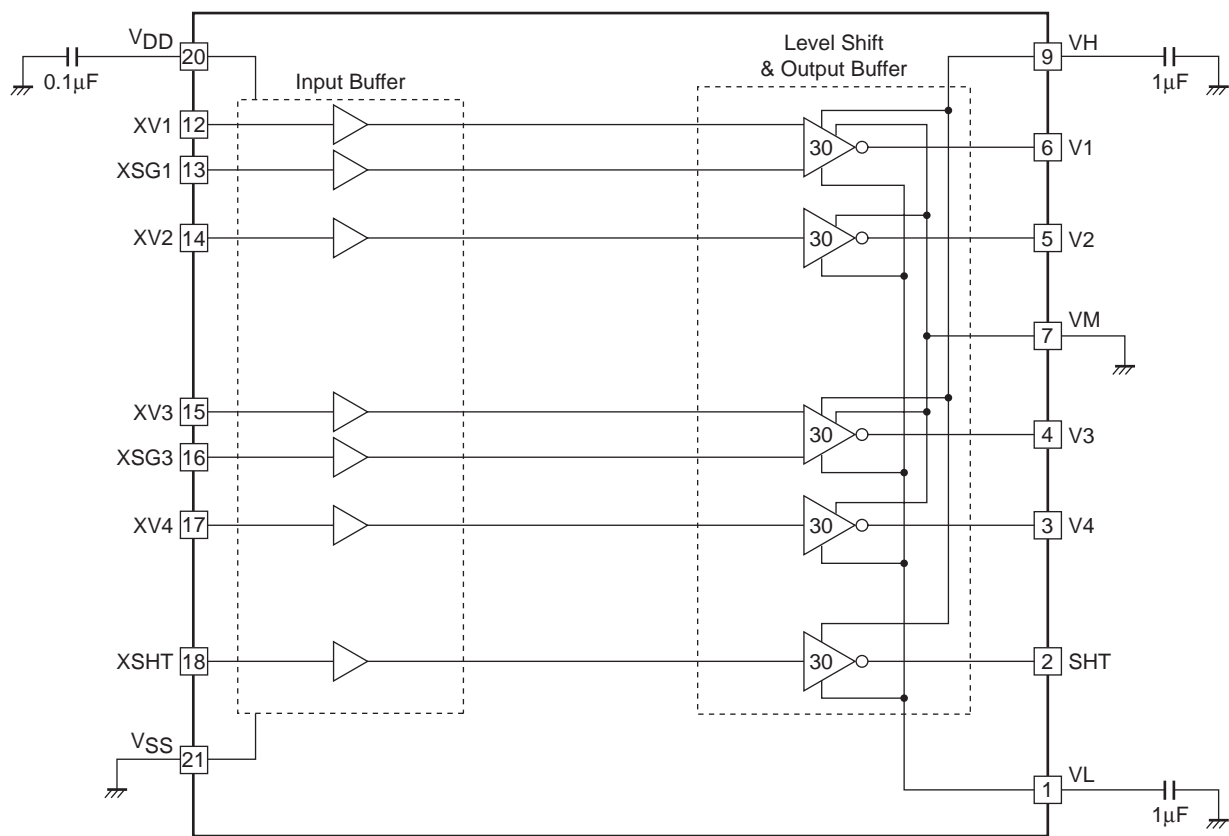 VDD
20
0.1μF
Input Buffer
Level Shift
& Output Buffer
9
VH
1μF
XV1
12
XSG1
13
30
6
V1
XV2
14
30
5
V2
7
VM
XV3
15
XSG3
16
30
4
V3
XV4
17
30
3
V4
XSHT
18
30
2
SHT
VSS
21
1
VL
1μF